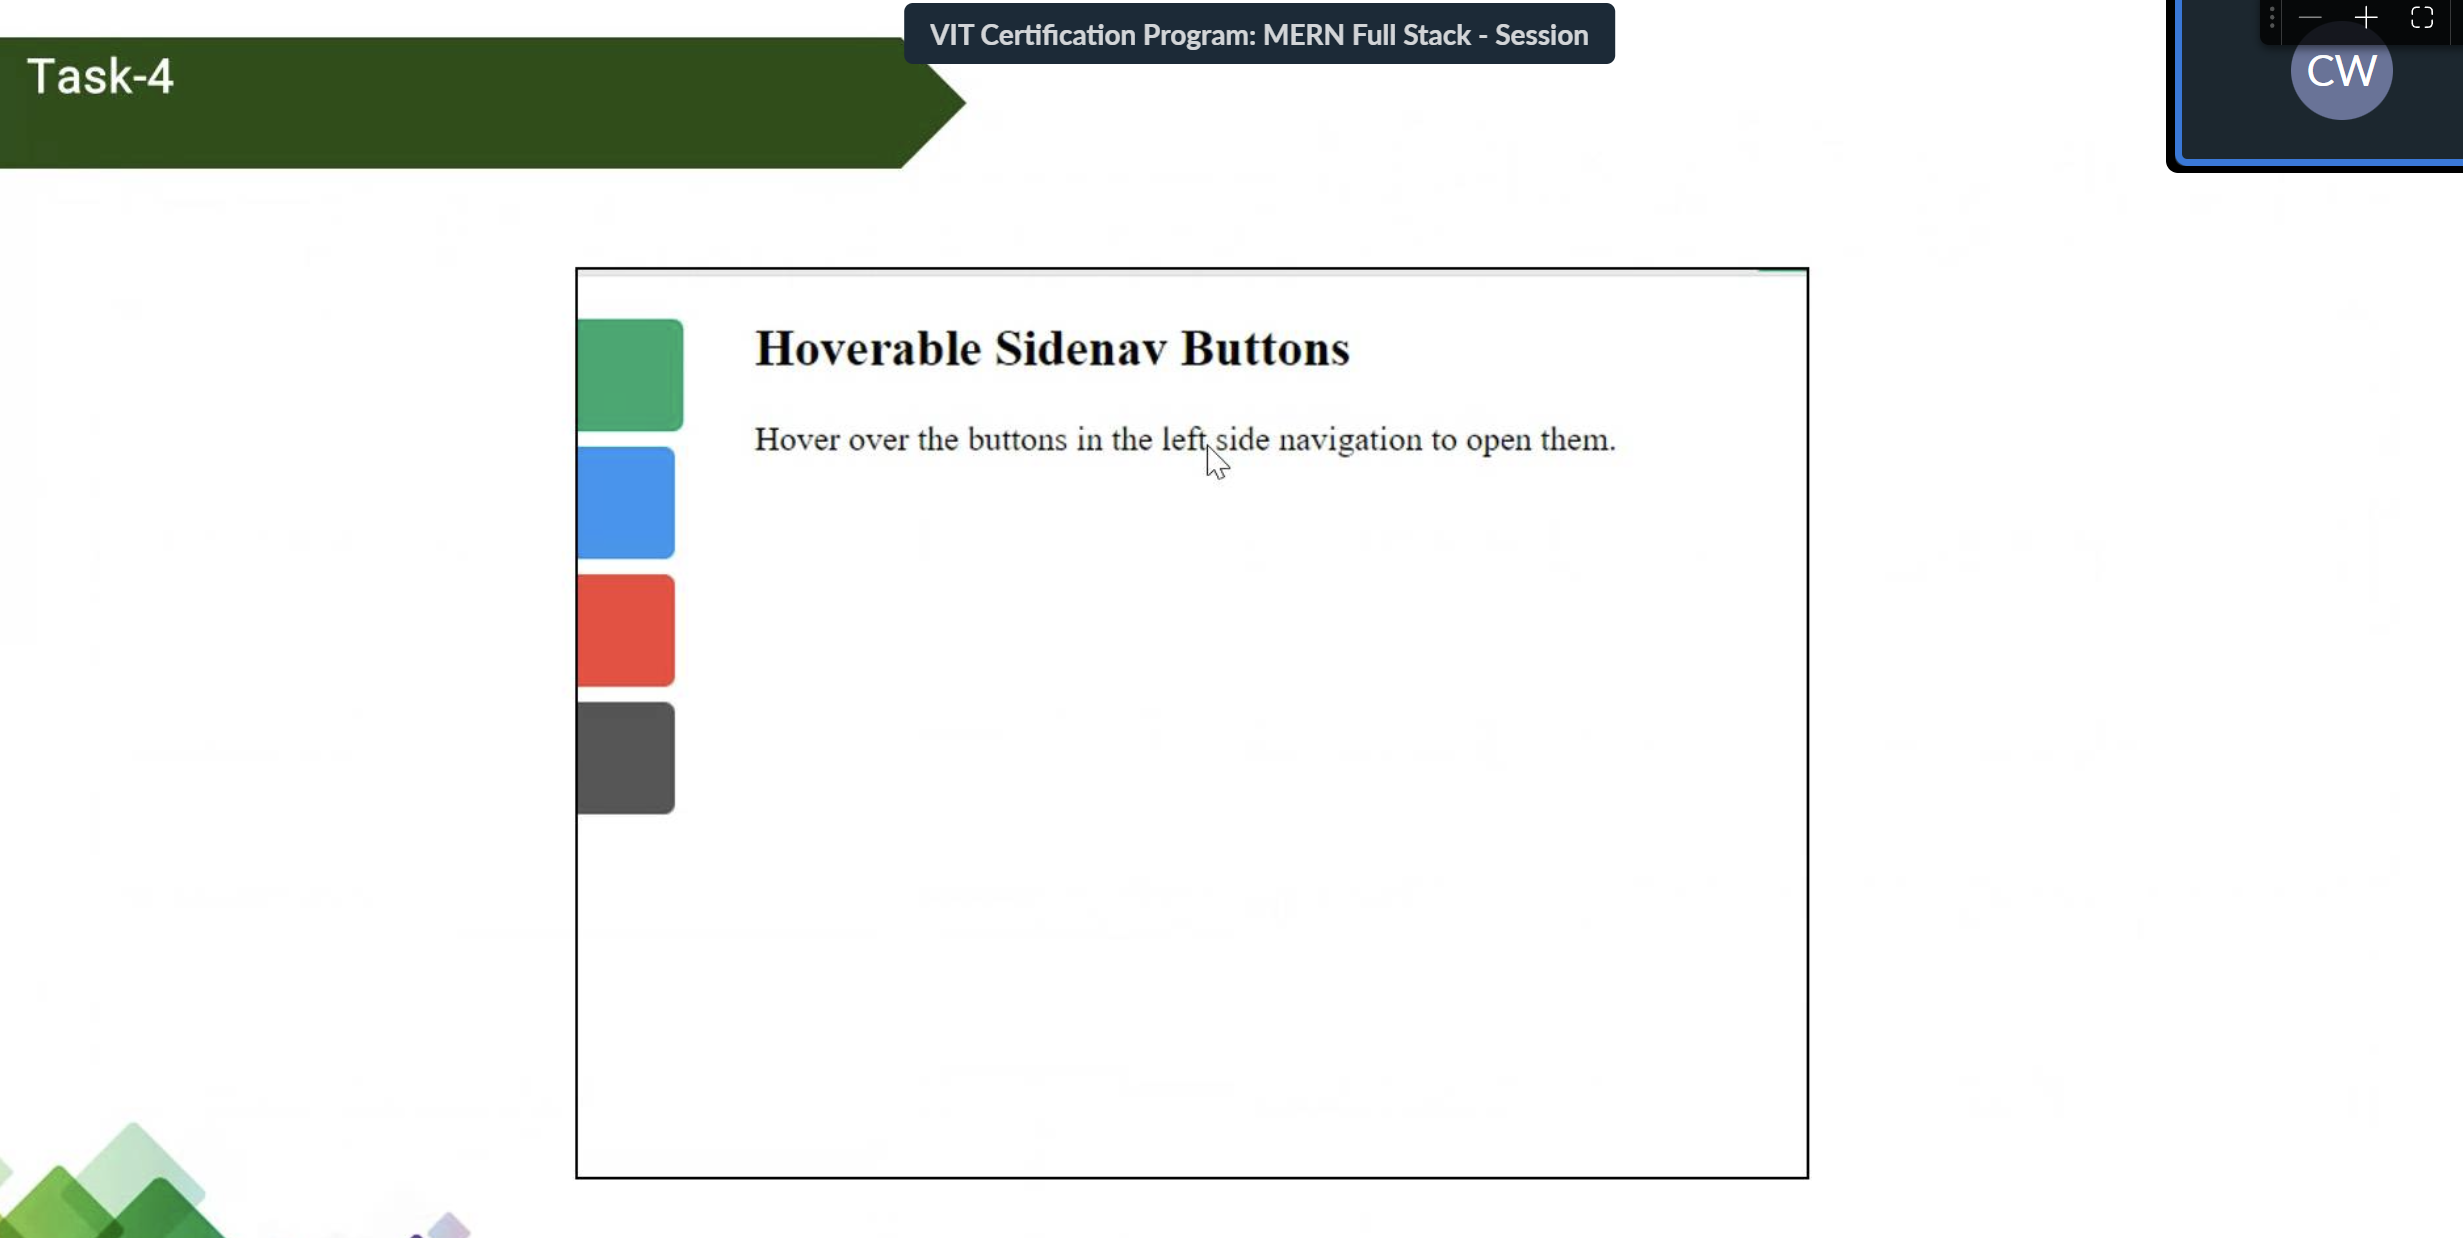 VIT Certification Program: MERN Full Stack - Session
CW
Task-4
Hoverable Sidenav Buttons
Hover over the buttons in the left side navigation to open them.